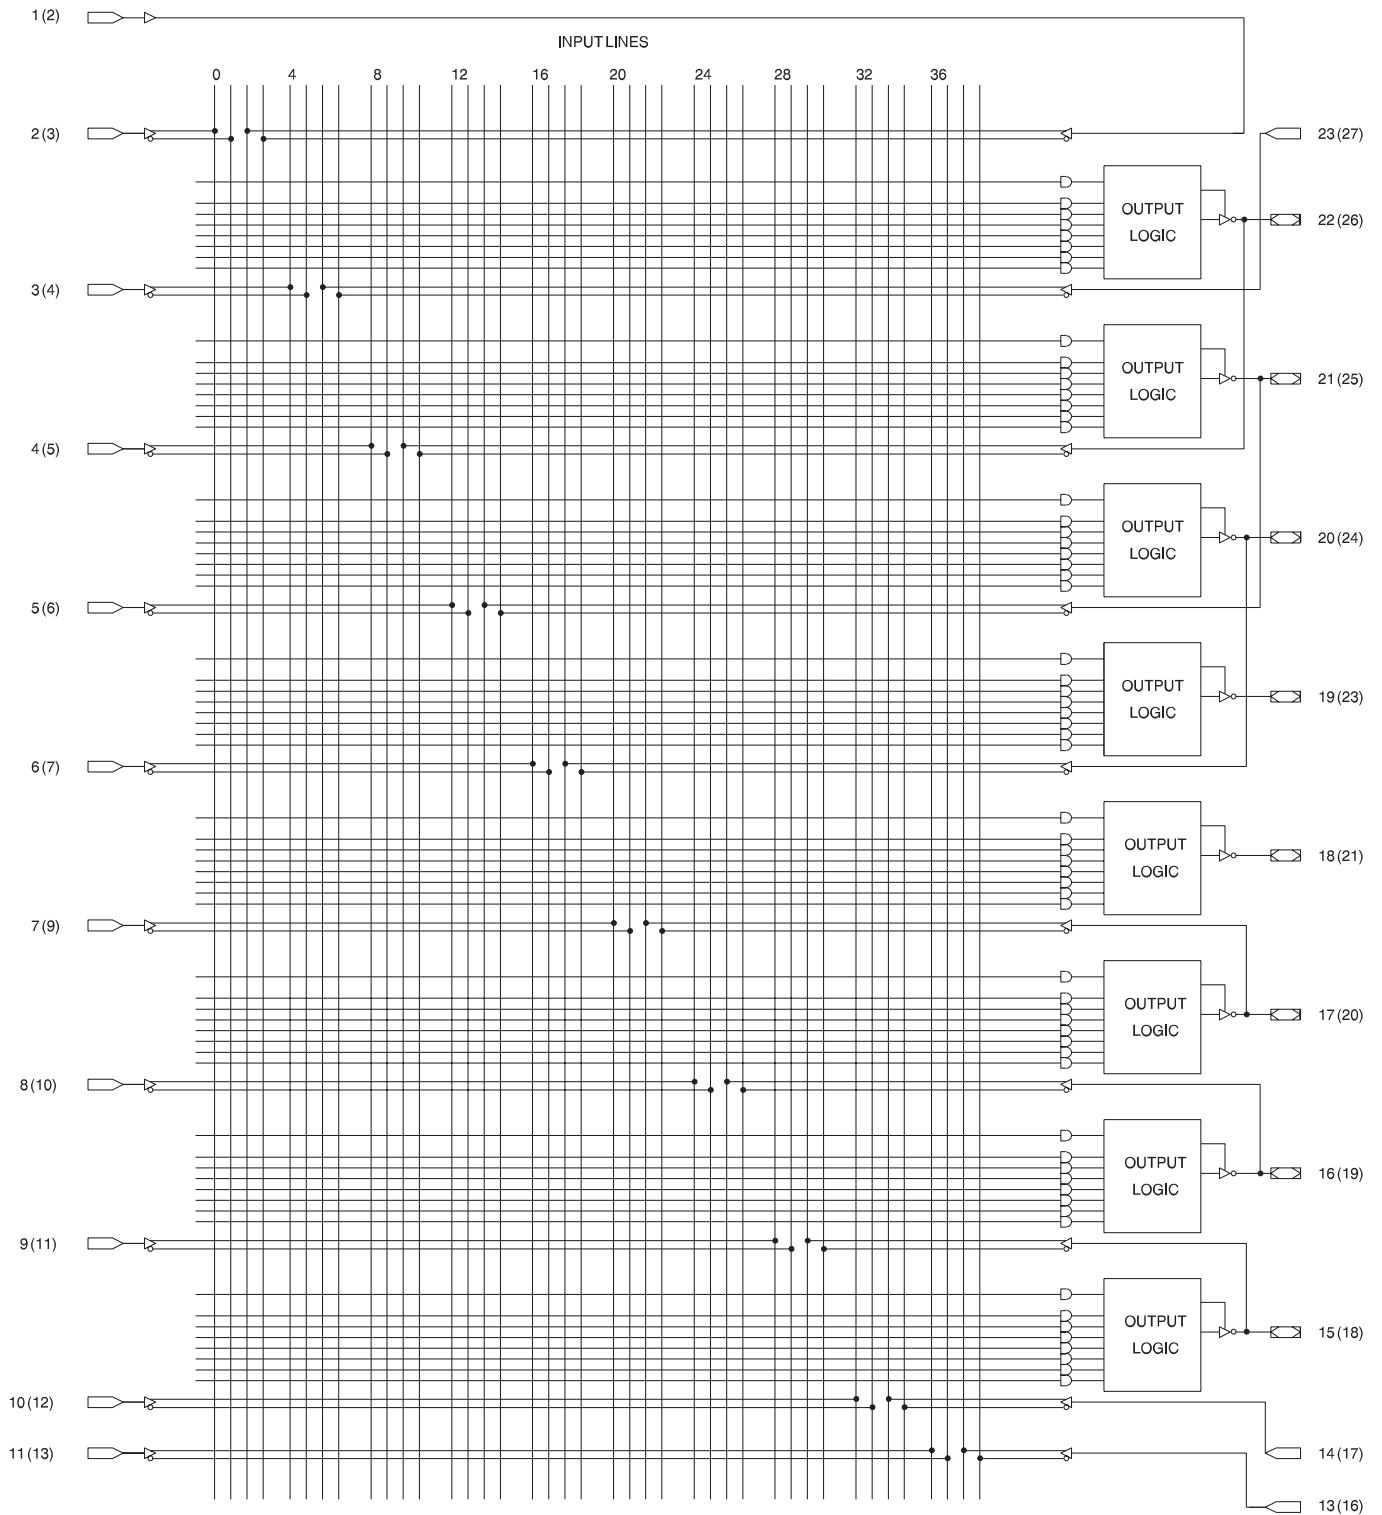 1 (2)
INPUT LINES
0 4 8 12 16 20 24 28 32 36
2 (3) 23 (27)
OUTPUT
LOGIC
22 (26)
3 (4)
OUTPUT
LOGIC
21 (25)
4 (5)
OUTPUT
LOGIC
20 (24)
5 (6)
OUTPUT
LOGIC
19 (23)
6 (7)
OUTPUT
LOGIC
18 (21)
7 (9)
OUTPUT
LOGIC
17 (20)
8 (10)
OUTPUT
LOGIC
16 (19)
9 (11)
OUTPUT
LOGIC
15 (18)
10 (12)
11 (13) 14 (17)
13 (16)